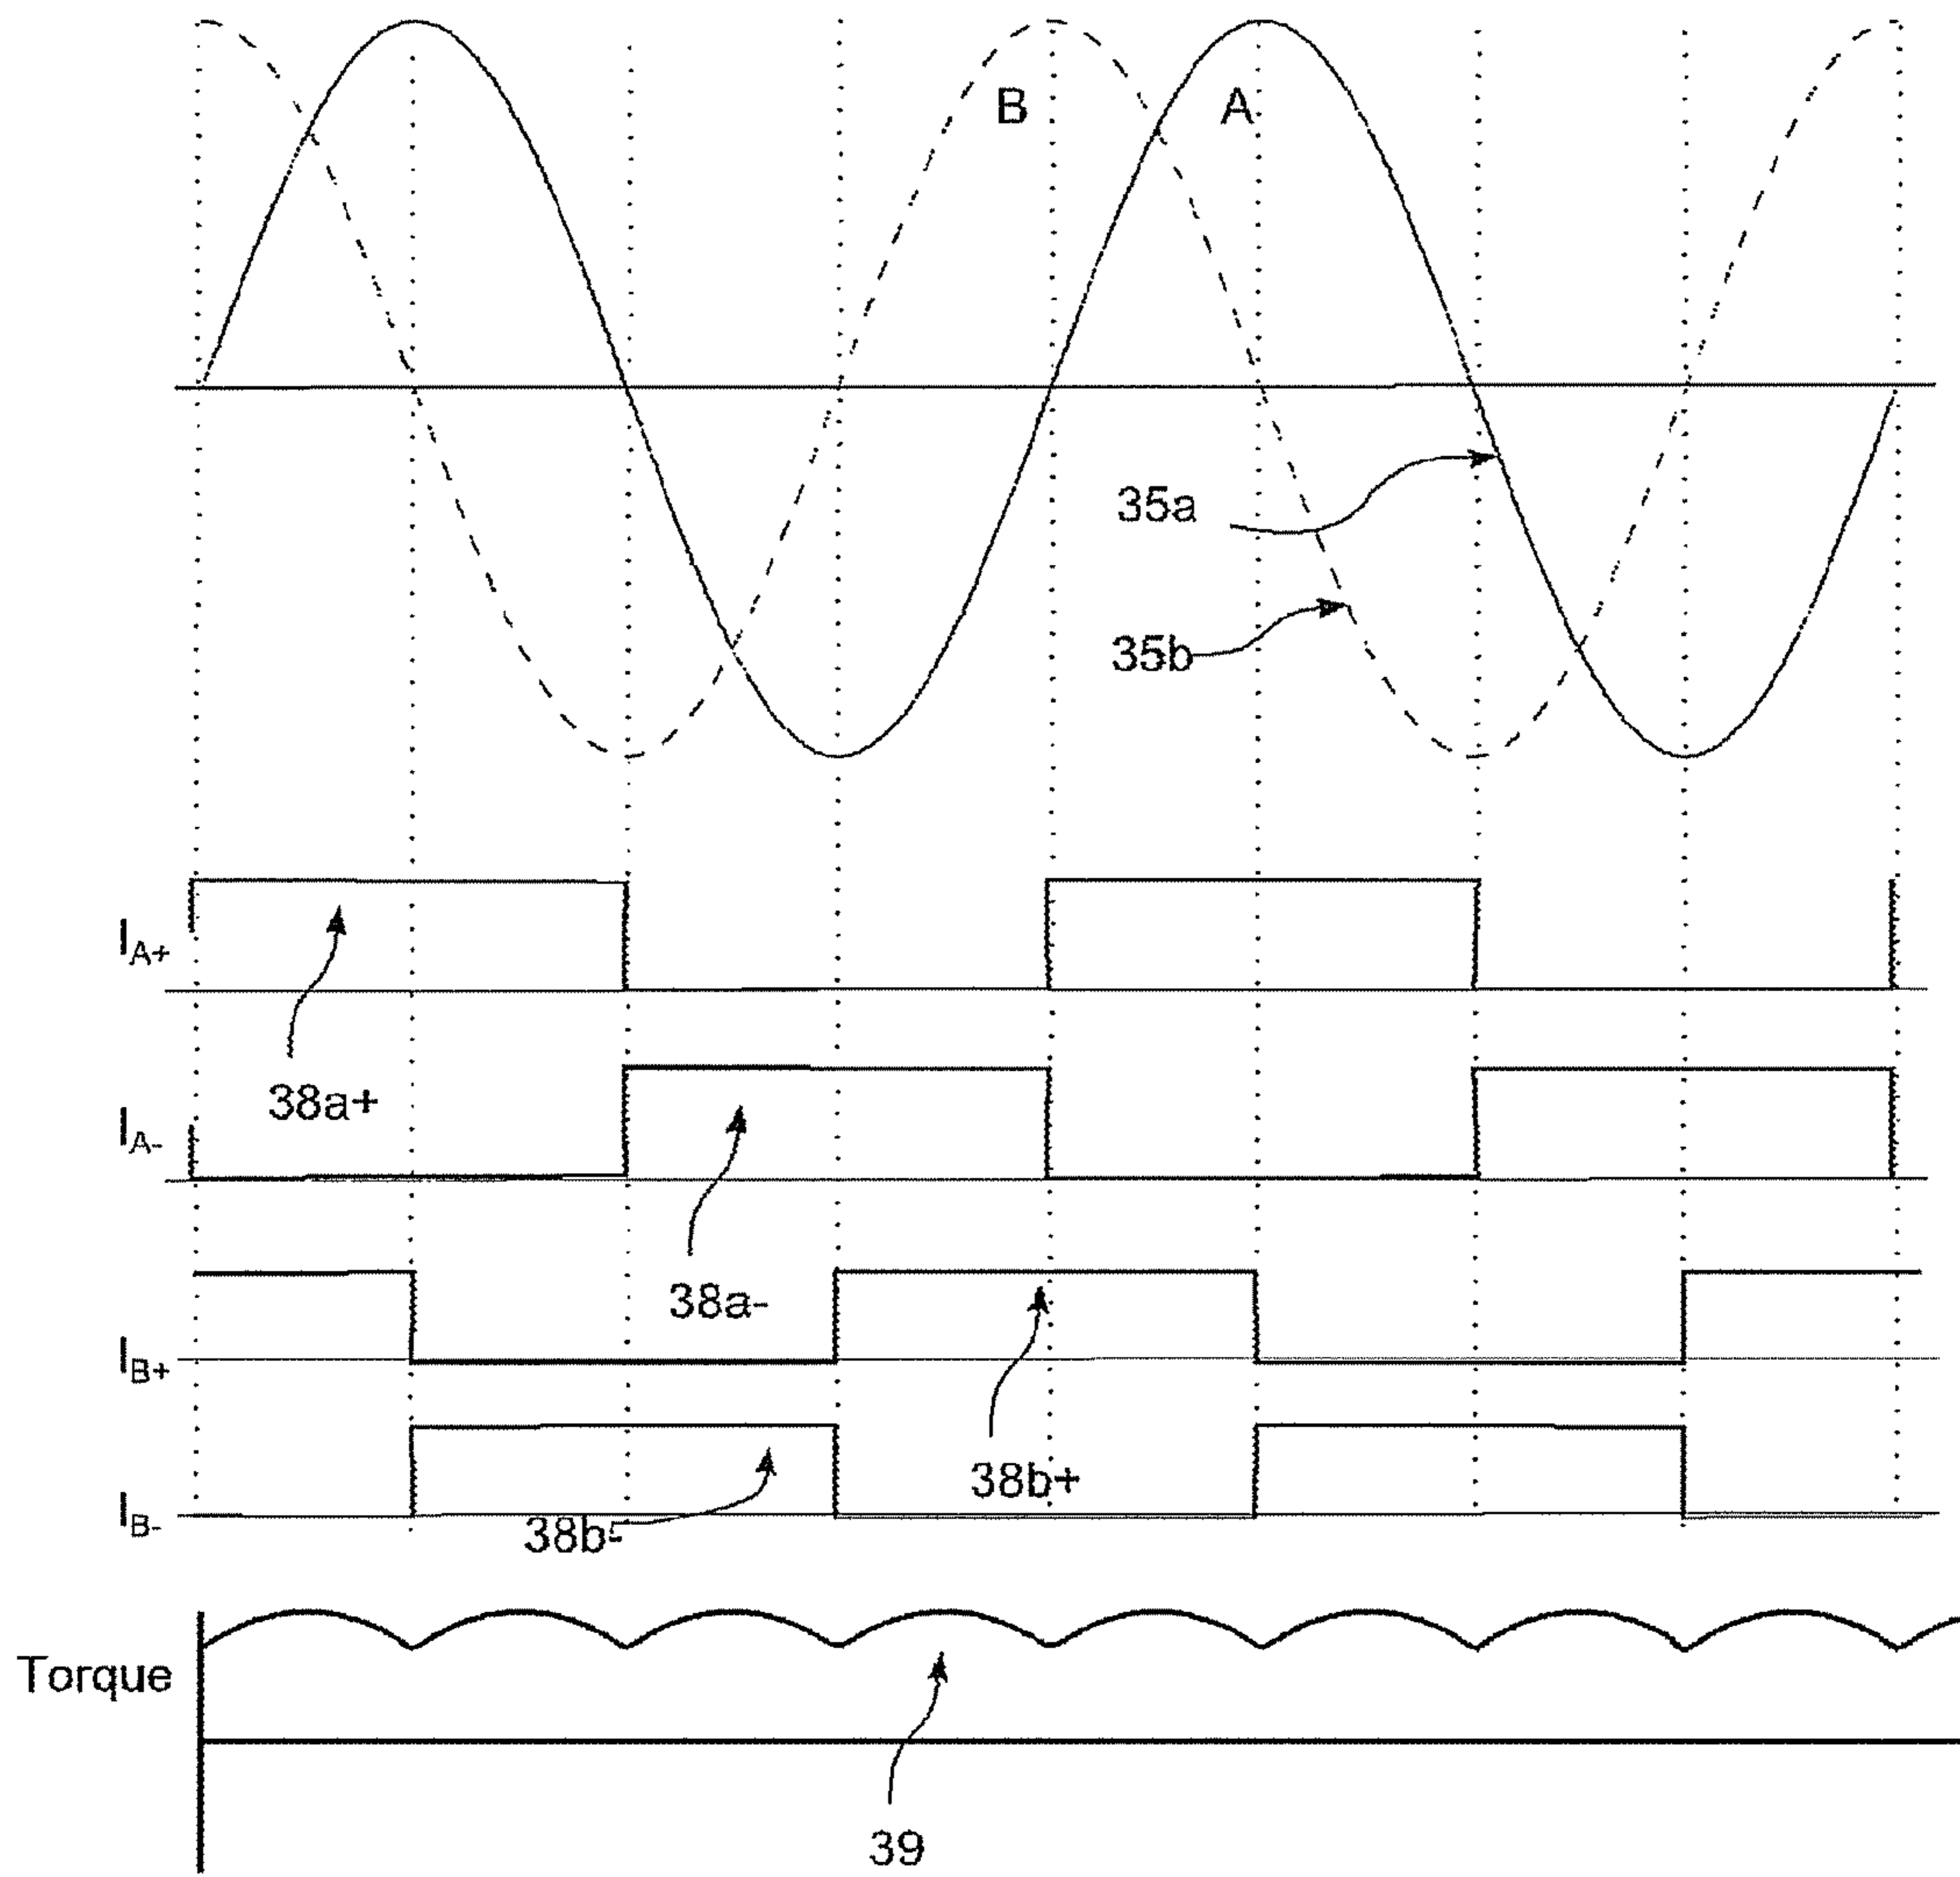 B
A
35a
35b
IA+
38a+
IA-
38a-
IB+
38b+
IB-
38b-
Torque
39